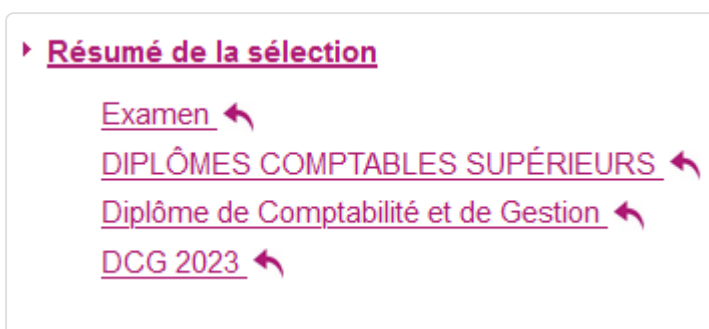 Résumé de la sélection
Examen
DIPLÔMES COMPTABLES SUPÉRIEURS
Diplôme de Comptabilité et de Gestion
DCG 2023